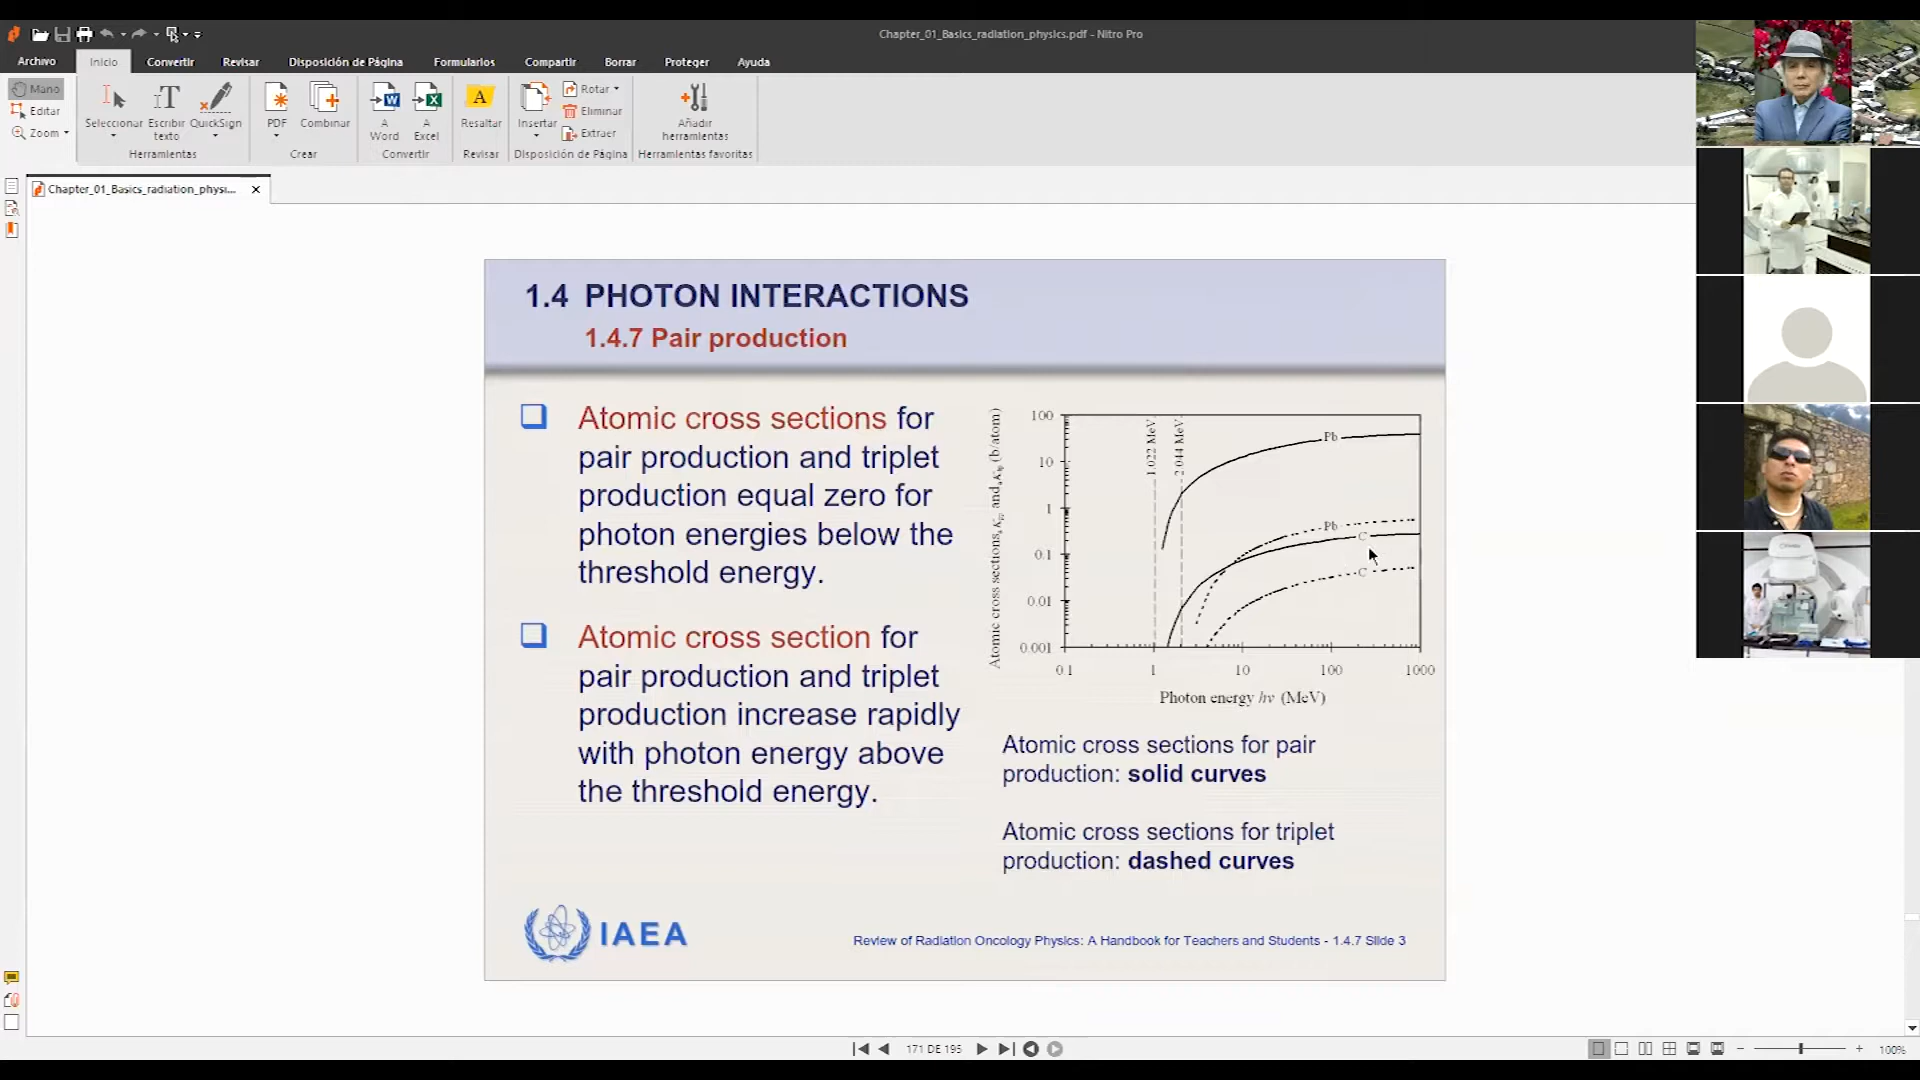 Chapter_01_Basics_radiation_physics.pdf - Nitro Pro
Archivo Inicio Convertir Revisar Disposición de Página Formularios Compartir Borrar Proteger Ayuda
Mano
Editar
Zoom
Seleccionar
Escribir
texto
QuickSign
Herramientas
PDF
Combinar
Crear
A
Word
A
Excel
Convertir
Resaltar
Revisar
Insertar
Rotar
Eliminar
Extraer
Disposición de Página
Añadir
herramientas
Herramientas favoritas
Chapter_01_Basics_radiation_physi...
1.4 PHOTON INTERACTIONS
1.4.7 Pair production
Atomic cross sections for
pair production and triplet
production equal zero for
photon energies below the
threshold energy.
Atomic cross section for
pair production and triplet
production increase rapidly
with photon energy above
the threshold energy.
100
10
1
0.1
0.01
0.001
0.1 1 10 100 1000
1.022 MeV
2.044 MeV
Pb
Pb
C
C
Photon energy hν (MeV)
Atomic cross sections for pair
production: solid curves
Atomic cross sections for triplet
production: dashed curves
IAEA
Review of Radiation Oncology Physics: A Handbook for Teachers and Students - 1.4.7 Slide 3
171 DE 195
100%